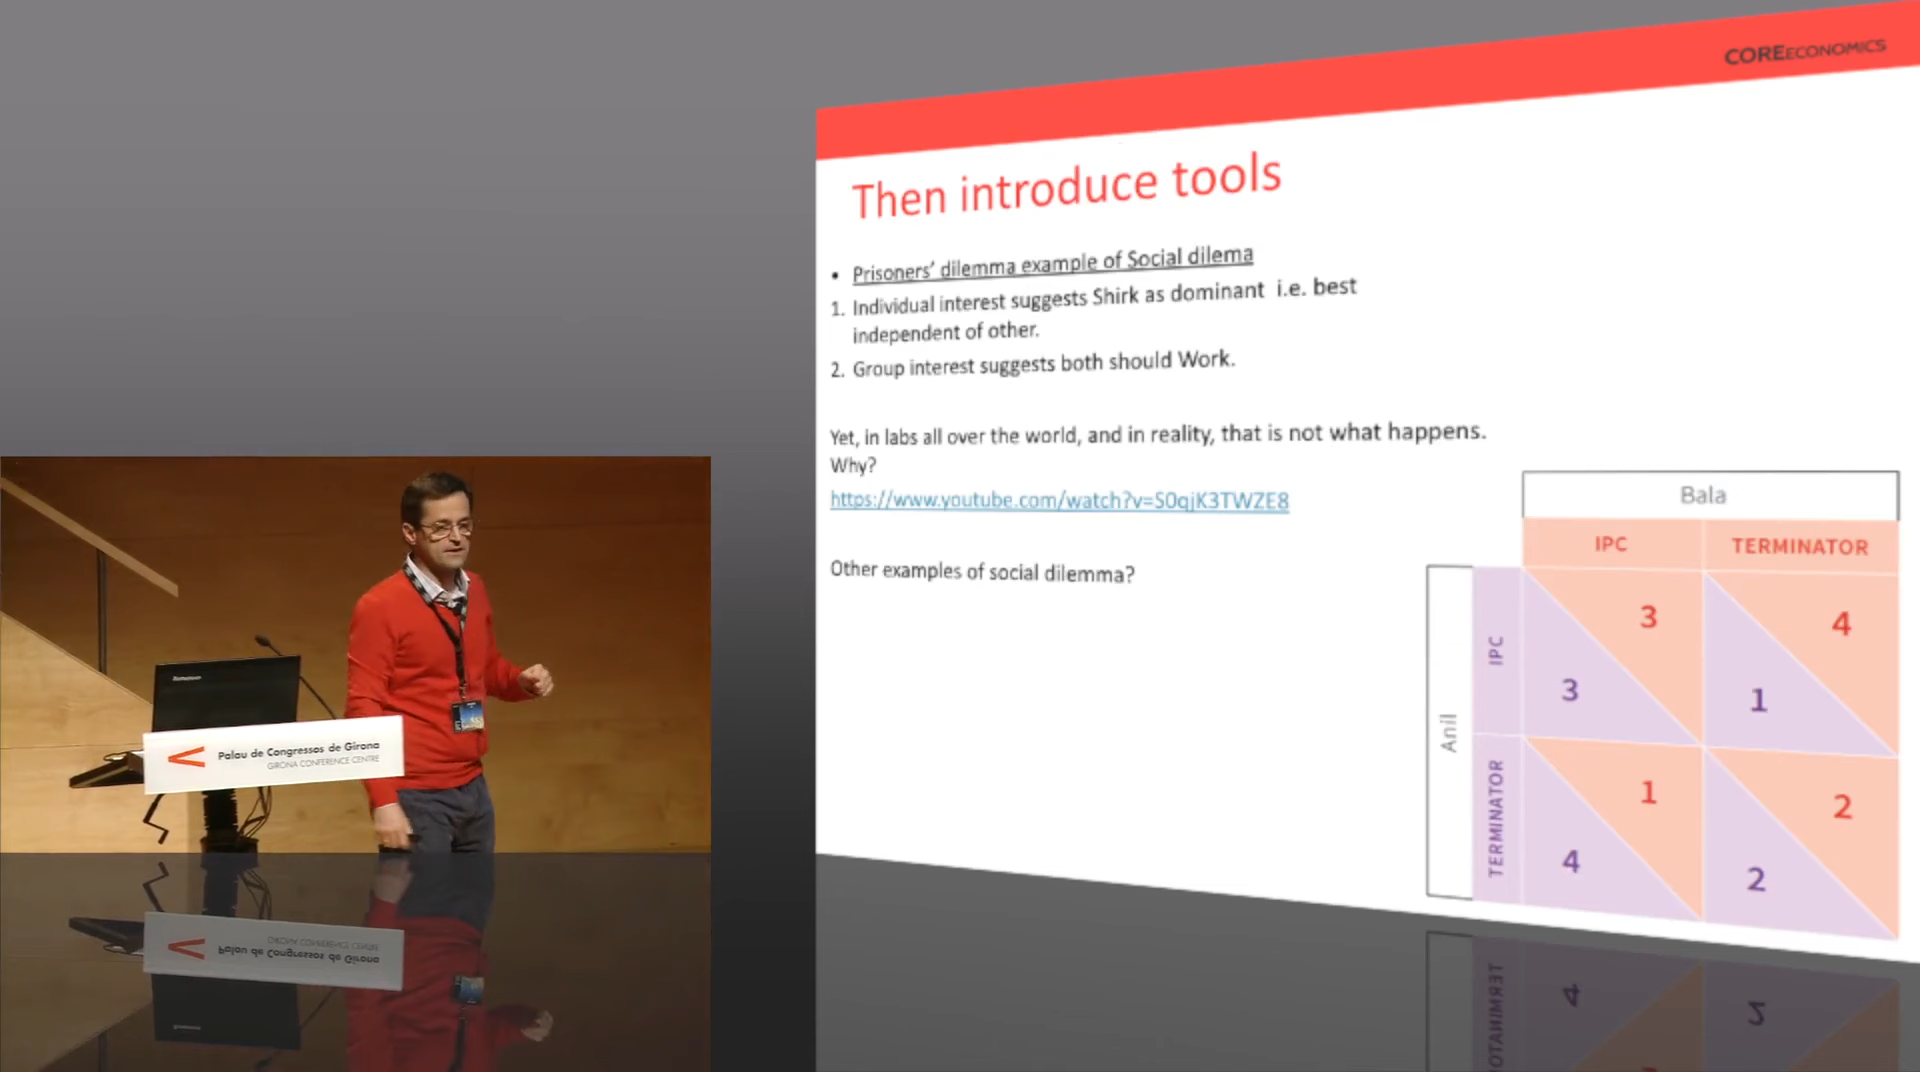 COREECONOMICS
Then introduce tools
• Prisoners' dilemma example of Social dilema
1. Individual interest suggests Shirk as dominant i.e. best
independent of other.
2. Group interest suggests both should Work.
Yet, in labs all over the world, and in reality, that is not what happens.
Why?
https://www.youtube.com/watch?v=S0qjK3TWZE8
Other examples of social dilemma?
Bala
IPC TERMINATOR
Anil
IPC
3 4
3 1
TERMINATOR
1 2
4 2
Palau de Congressos de Girona
GIRONA CONFERENCE CENTRE